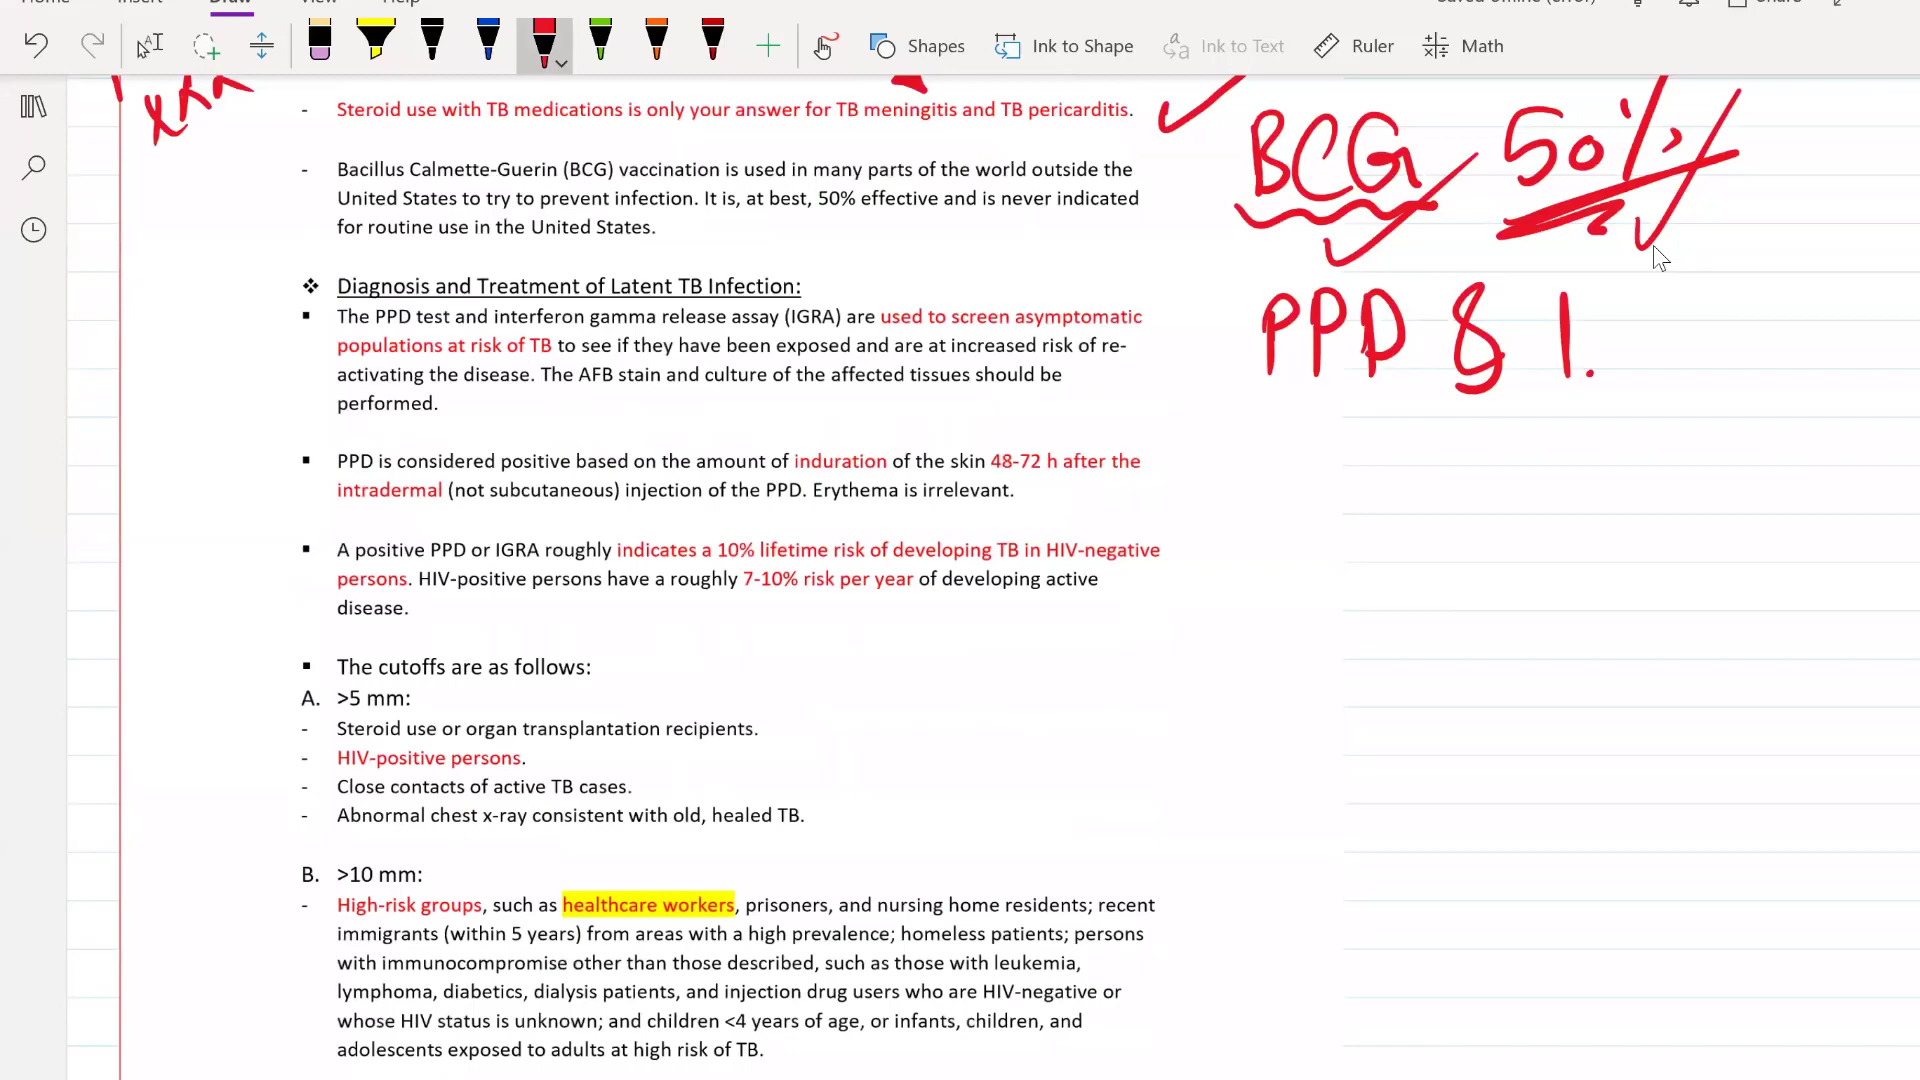 Draw
Shapes
Ink to Shape
Ink to Text
Ruler
Math
- Steroid use with TB medications is only your answer for TB meningitis and TB pericarditis.
BCG 50%
- Bacillus Calmette-Guerin (BCG) vaccination is used in many parts of the world outside the
United States to try to prevent infection. It is, at best, 50% effective and is never indicated
for routine use in the United States.
❖ Diagnosis and Treatment of Latent TB Infection:
PPD & I.
▪ The PPD test and interferon gamma release assay (IGRA) are used to screen asymptomatic
populations at risk of TB to see if they have been exposed and are at increased risk of re-
activating the disease. The AFB stain and culture of the affected tissues should be
performed.
▪ PPD is considered positive based on the amount of induration of the skin 48-72 h after the
intradermal (not subcutaneous) injection of the PPD. Erythema is irrelevant.
▪ A positive PPD or IGRA roughly indicates a 10% lifetime risk of developing TB in HIV-negative
persons. HIV-positive persons have a roughly 7-10% risk per year of developing active
disease.
▪ The cutoffs are as follows:
A. >5 mm:
- Steroid use or organ transplantation recipients.
- HIV-positive persons.
- Close contacts of active TB cases.
- Abnormal chest x-ray consistent with old, healed TB.
B. >10 mm:
- High-risk groups, such as healthcare workers, prisoners, and nursing home residents; recent
immigrants (within 5 years) from areas with a high prevalence; homeless patients; persons
with immunocompromise other than those described, such as those with leukemia,
lymphoma, diabetics, dialysis patients, and injection drug users who are HIV-negative or
whose HIV status is unknown; and children <4 years of age, or infants, children, and
adolescents exposed to adults at high risk of TB.